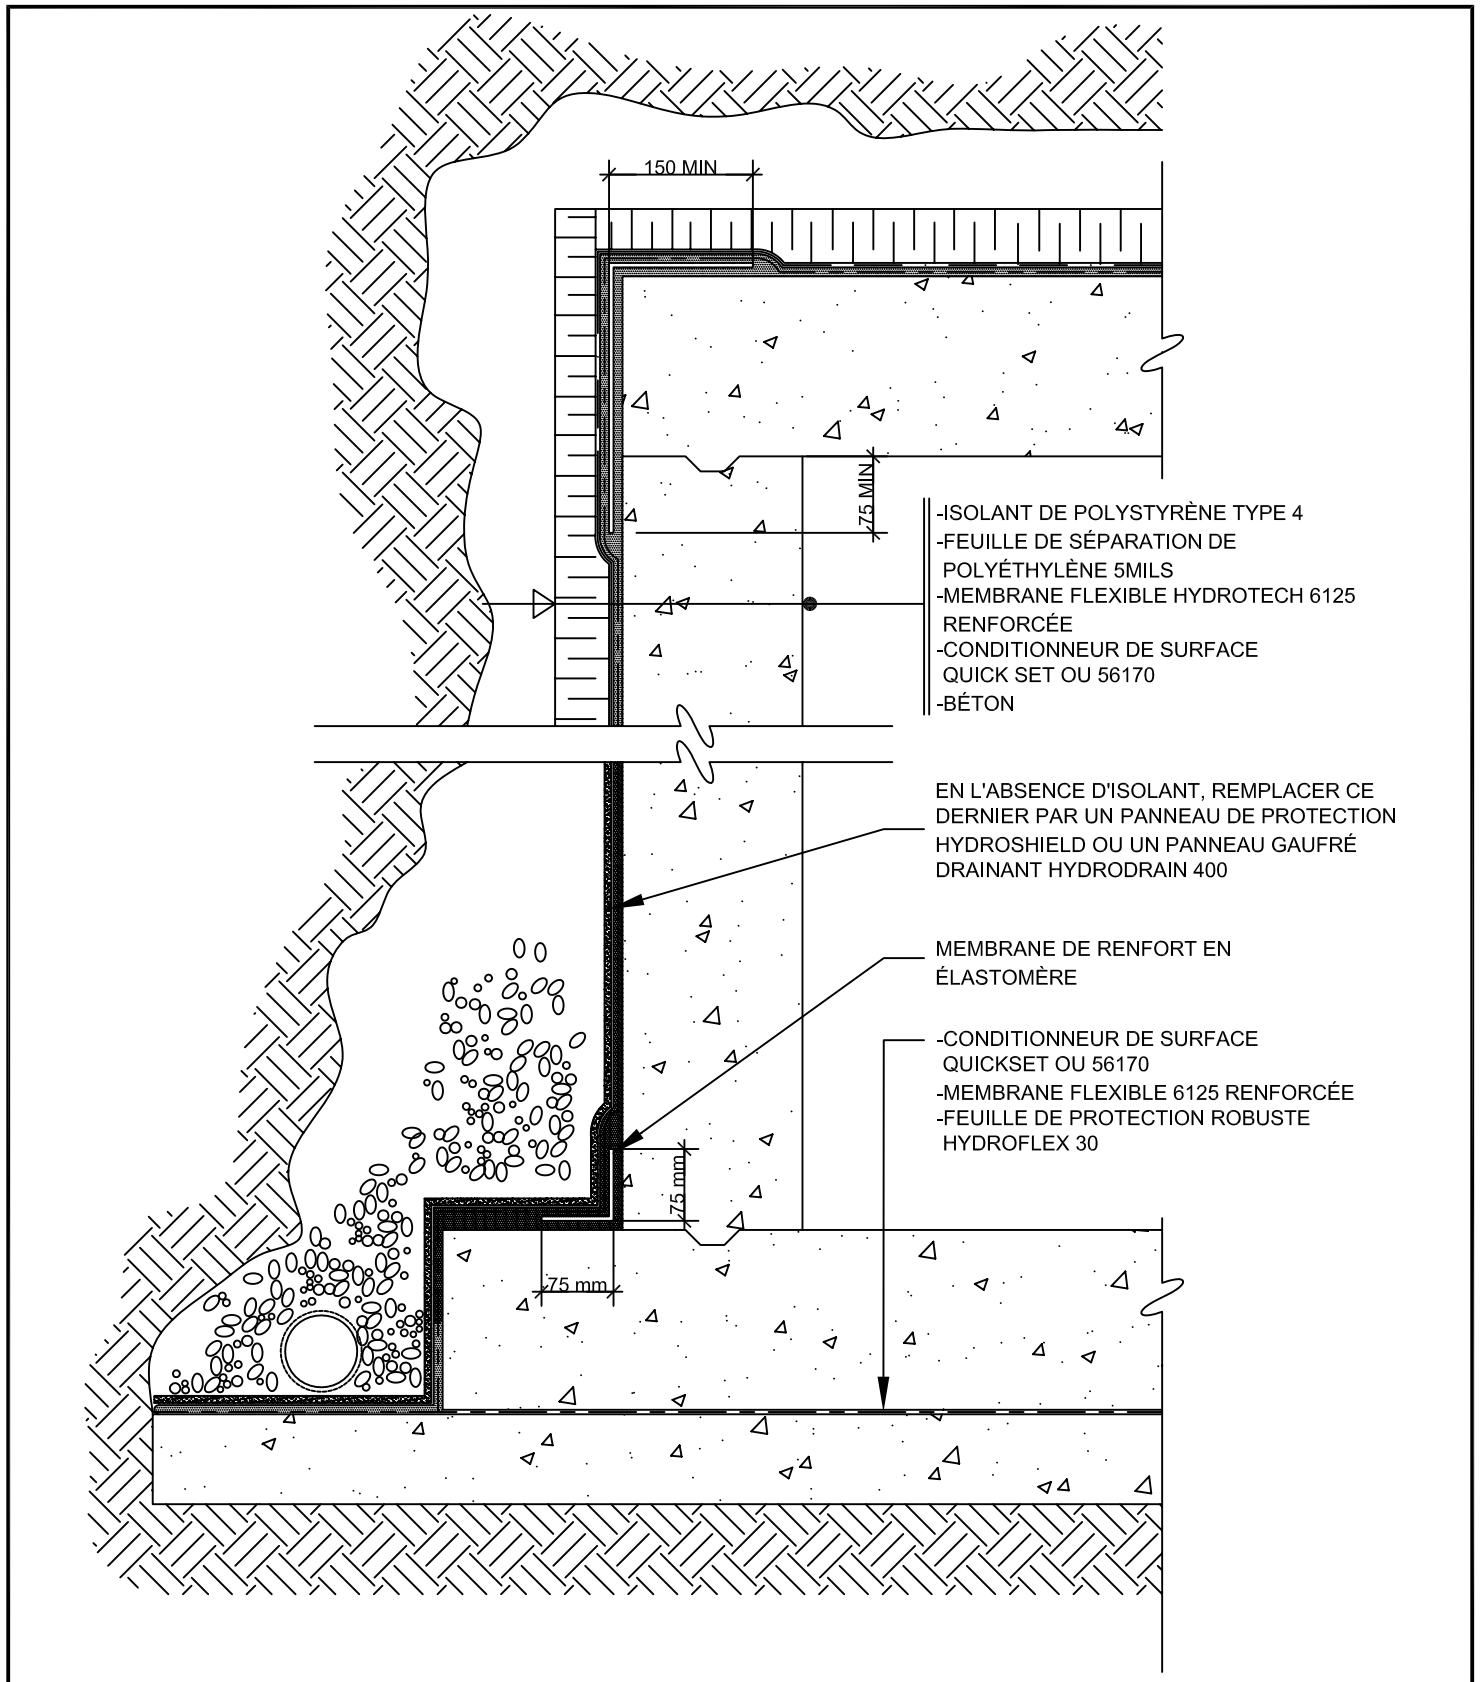 150 MIN
75 MIN
-ISOLANT DE POLYSTYRÈNE TYPE 4
-FEUILLE DE SÉPARATION DE
POLYÉTHYLÈNE 5MILS
-MEMBRANE FLEXIBLE HYDROTECH 6125
RENFORCÉE
-CONDITIONNEUR DE SURFACE
QUICK SET OU 56170
-BÉTON
EN L'ABSENCE D'ISOLANT, REMPLACER CE
DERNIER PAR UN PANNEAU DE PROTECTION
HYDROSHIELD OU UN PANNEAU GAUFRÉ
DRAINANT HYDRODRAIN 400
MEMBRANE DE RENFORT EN
ÉLASTOMÈRE
-CONDITIONNEUR DE SURFACE
QUICKSET OU 56170
-MEMBRANE FLEXIBLE 6125 RENFORCÉE
-FEUILLE DE PROTECTION ROBUSTE
HYDROFLEX 30
75 mm
75 mm